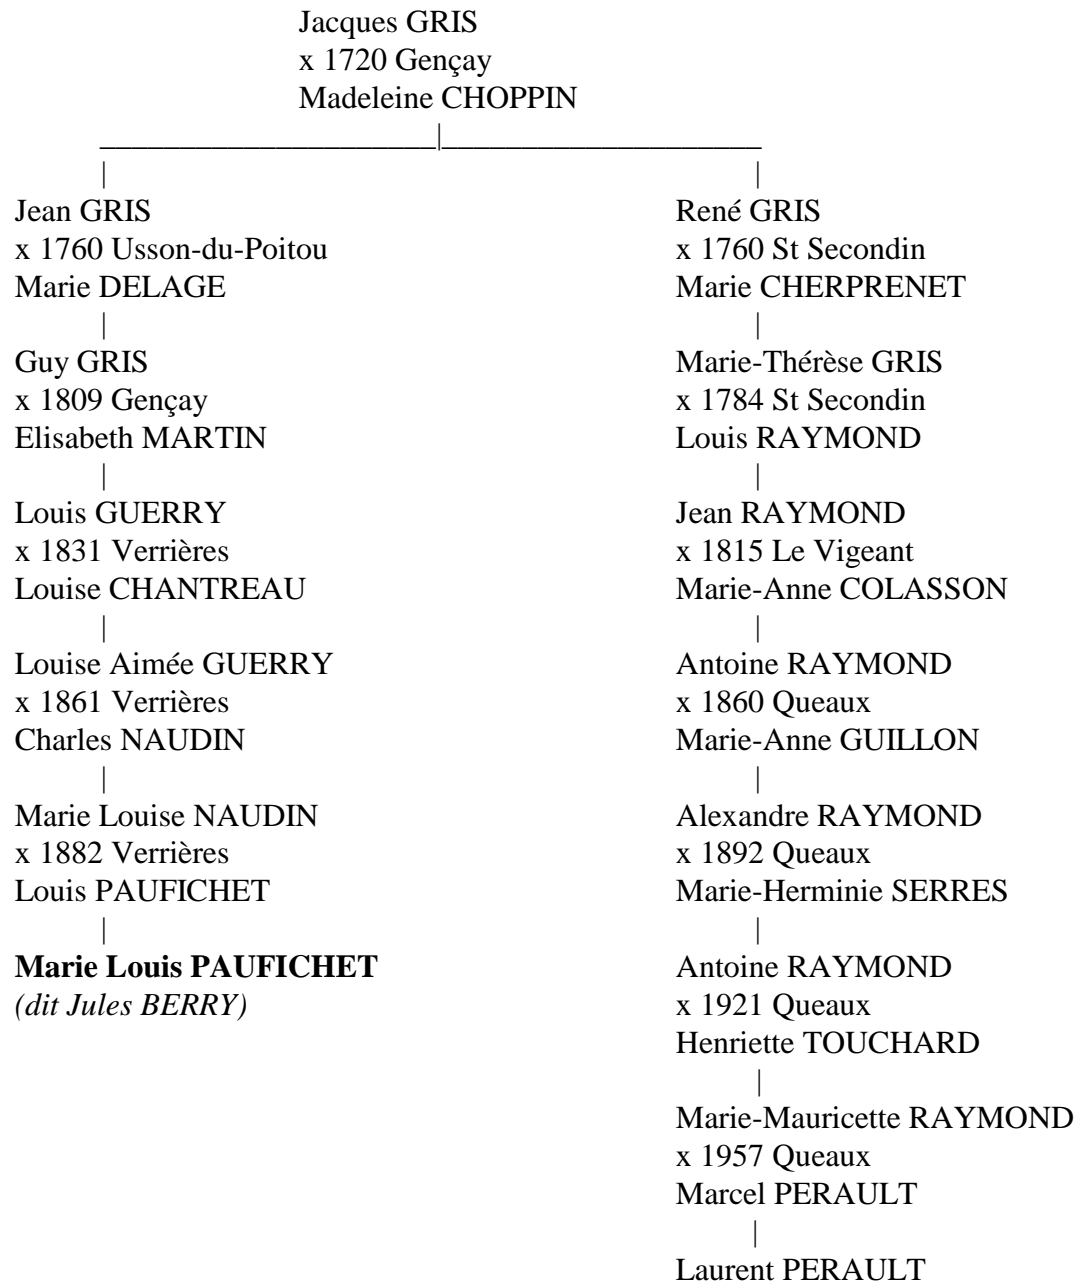 Jacques GRIS
x 1720 Gençay
Madeleine CHOPPIN
Jean GRIS
x 1760 Usson-du-Poitou
Marie DELAGE
Guy GRIS
x 1809 Gençay
Elisabeth MARTIN
Louis GUERRY
x 1831 Verrières
Louise CHANTREAU
Louise Aimée GUERRY
x 1861 Verrières
Charles NAUDIN
Marie Louise NAUDIN
x 1882 Verrières
Louis PAUFICHET
Marie Louis PAUFICHET
(dit Jules BERRY)
René GRIS
x 1760 St Secondin
Marie CHERPRENET
Marie-Thérèse GRIS
x 1784 St Secondin
Louis RAYMOND
Jean RAYMOND
x 1815 Le Vigeant
Marie-Anne COLASSON
Antoine RAYMOND
x 1860 Queaux
Marie-Anne GUILLON
Alexandre RAYMOND
x 1892 Queaux
Marie-Herminie SERRES
Antoine RAYMOND
x 1921 Queaux
Henriette TOUCHARD
Marie-Mauricette RAYMOND
x 1957 Queaux
Marcel PERAULT
Laurent PERAULT